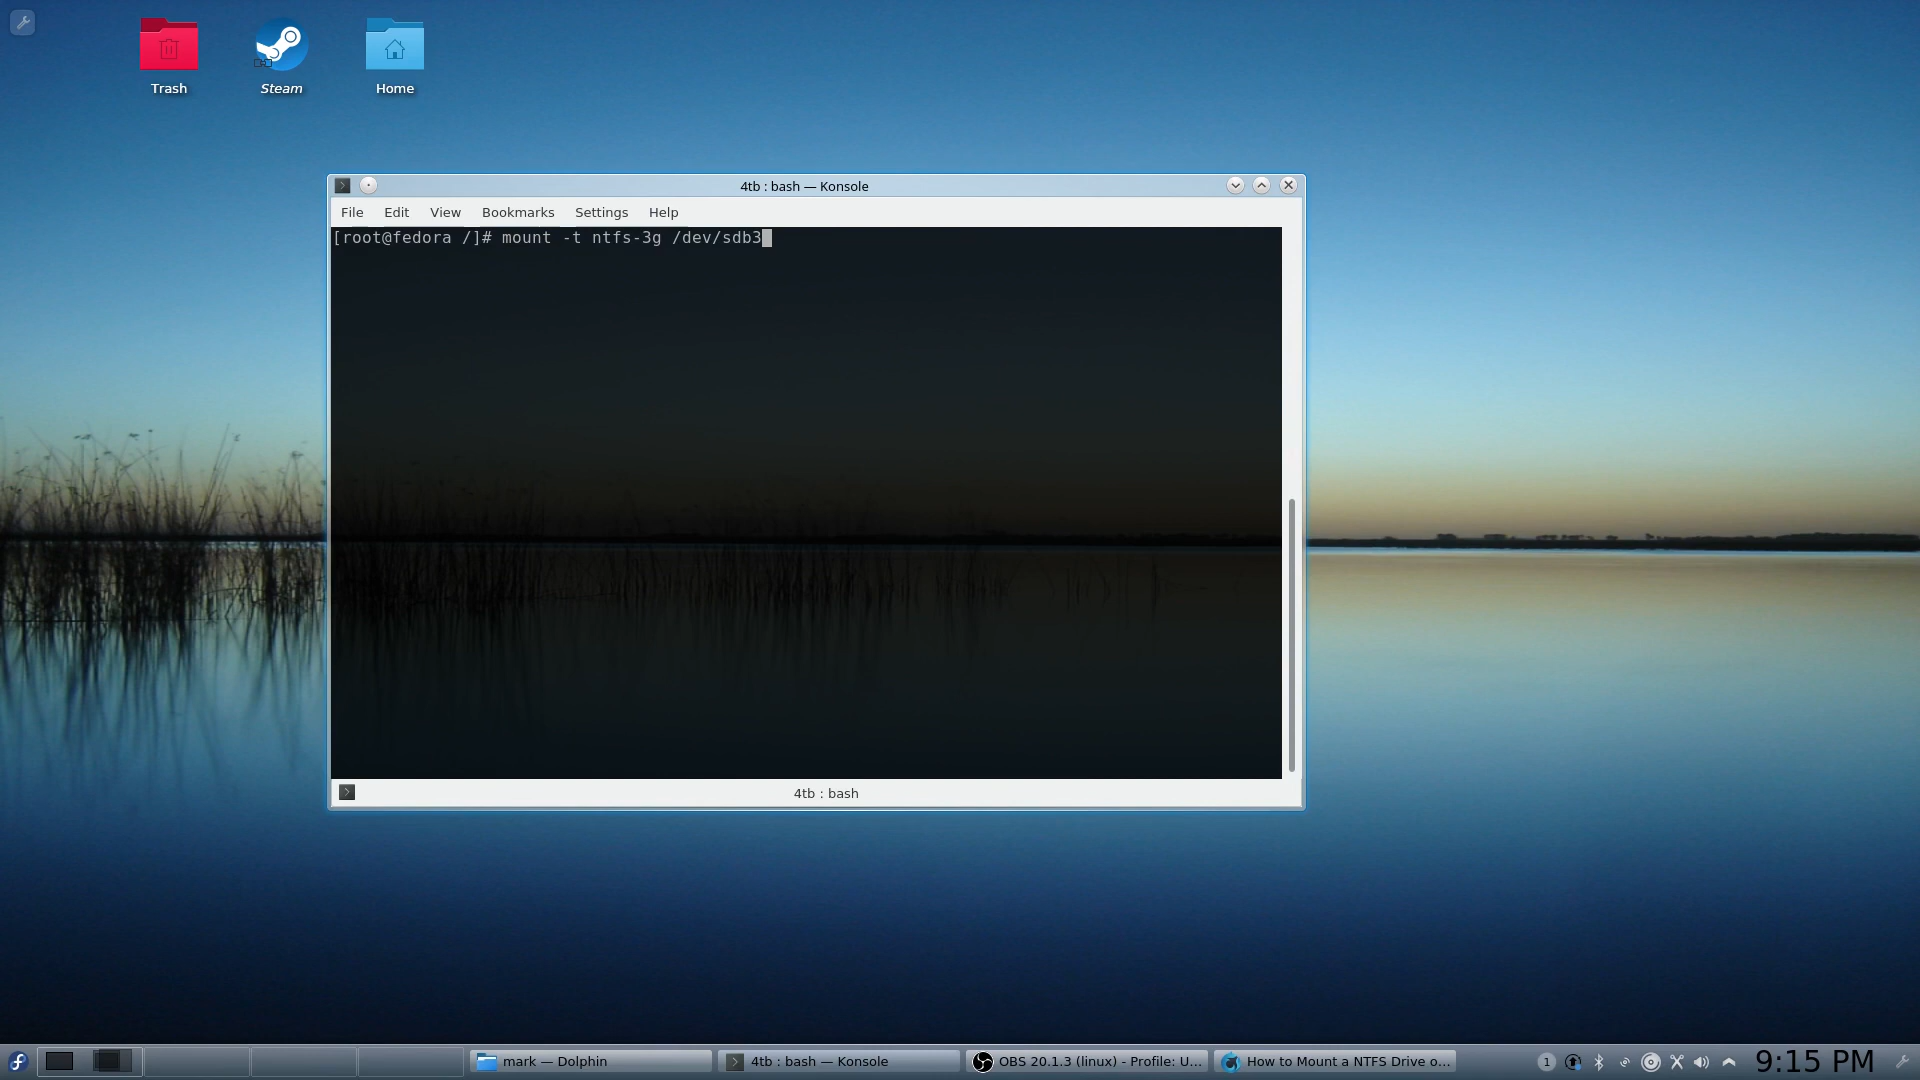 Trash
Steam
Home
4tb : bash — Konsole
File Edit View Bookmarks Settings Help
[root@fedora /]# mount -t ntfs-3g /dev/sdb3
4tb : bash
mark — Dolphin
4tb : bash — Konsole
OBS 20.1.3 (linux) - Profile: U...
How to Mount a NTFS Drive o...
1
9:15 PM